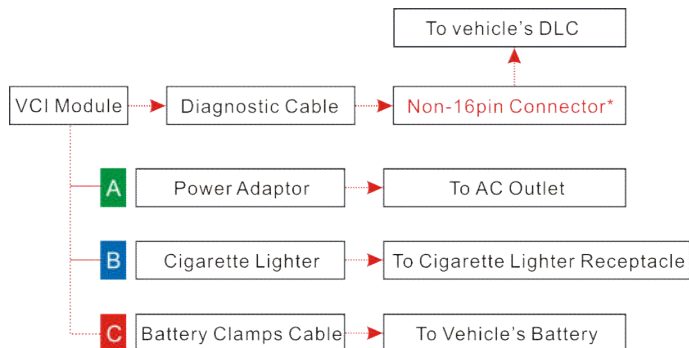 To vehicle's DLC
VCI Module
Diagnostic Cable
Non-16pin Connector*
A
Power Adaptor
To AC Outlet
B
Cigarette Lighter
To Cigarette Lighter Receptacle
C
Battery Clamps Cable
To Vehicle's Battery